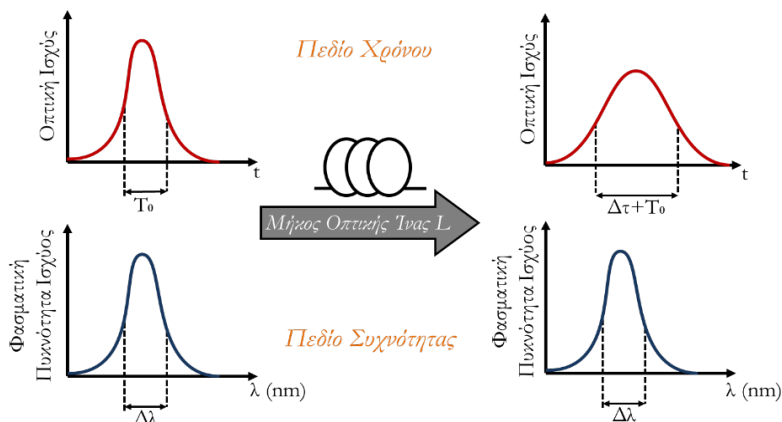 Πεδίο Χρόνου
Οπτική Ισχύς
t
T₀
Οπτική Ισχύς
t
Δτ+T₀
Μήκος Οπτικής Ίνας L
Φασματική
Πυκνότητα Ισχύος
λ (nm)
Δλ
Πεδίο Συχνότητας
Φασματική
Πυκνότητα Ισχύος
λ (nm)
Δλ